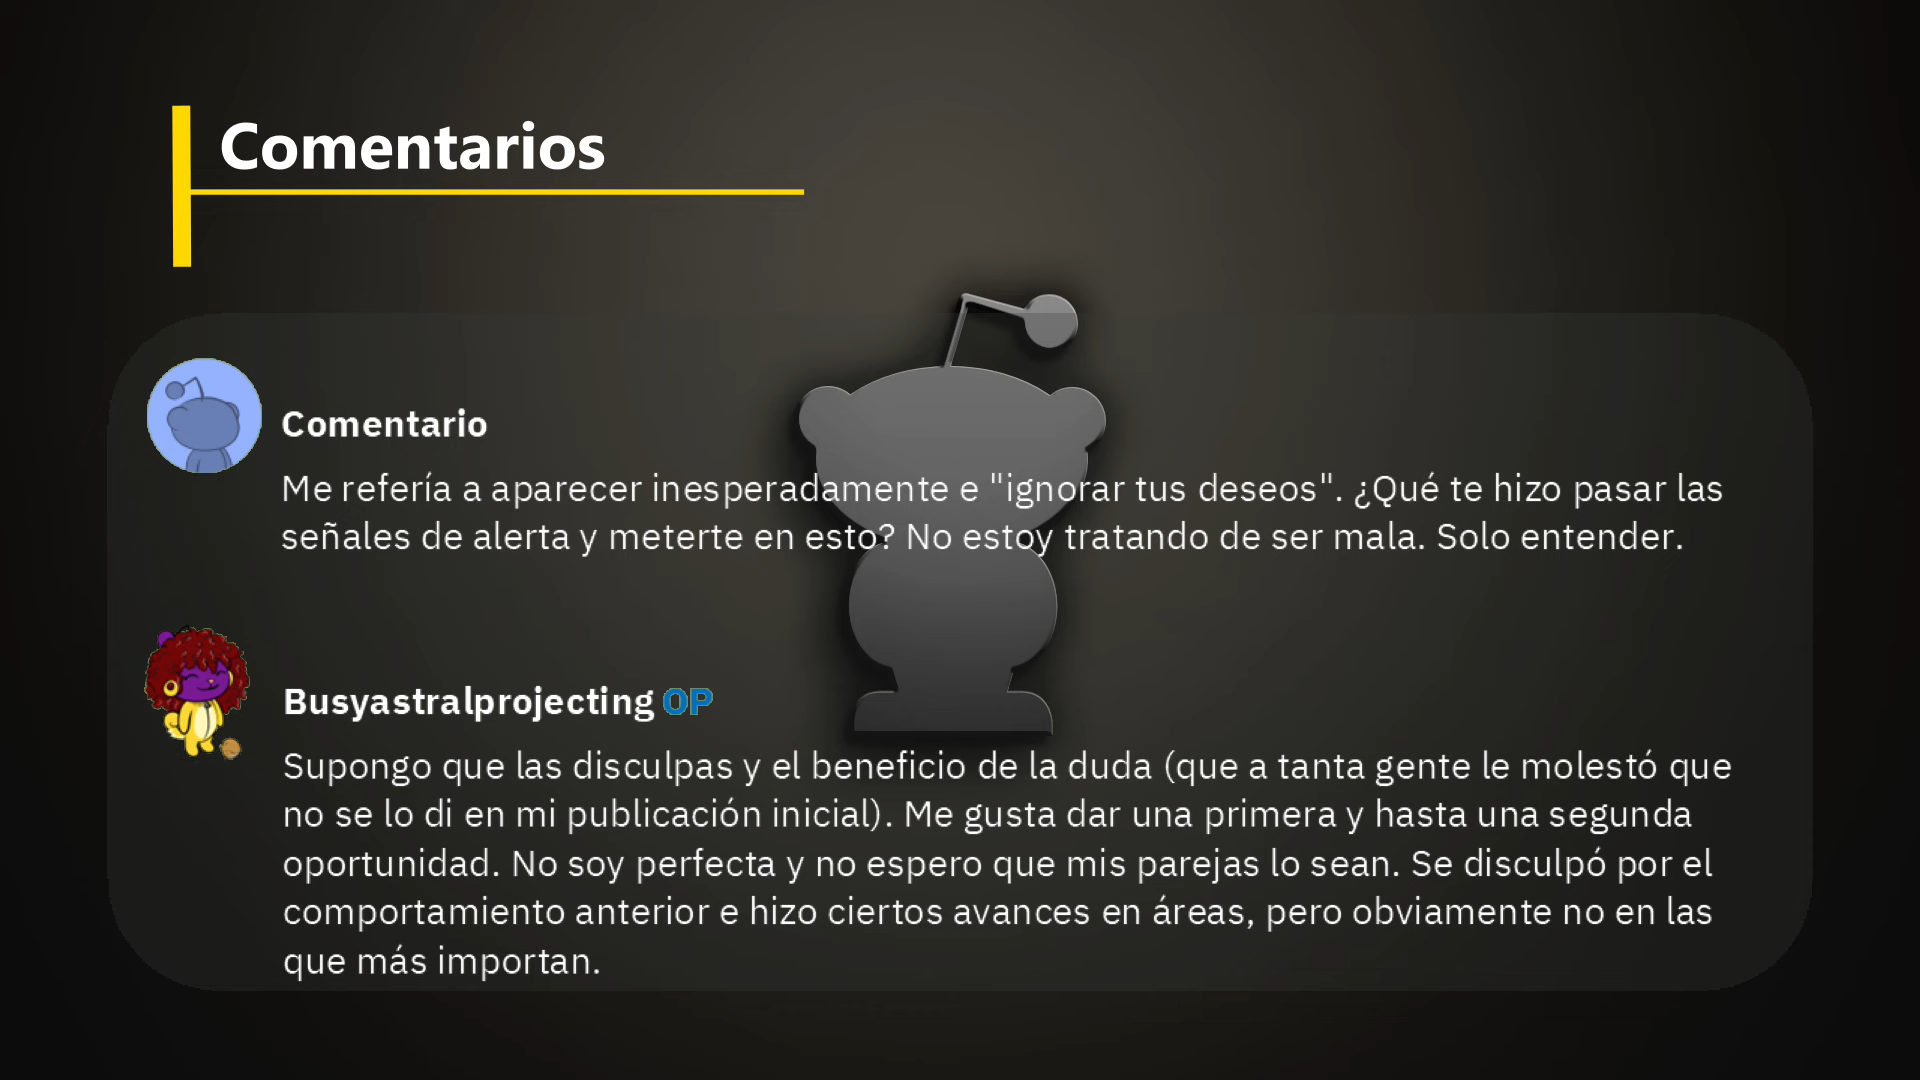 Comentarios
Comentario
Me refería a aparecer inesperadamente e "ignorar tus deseos". ¿Qué te hizo pasar las
señales de alerta y meterte en esto? No estoy tratando de ser mala. Solo entender.
Busyastralprojecting OP
Supongo que las disculpas y el beneficio de la duda (que a tanta gente le molestó que
no se lo di en mi publicación inicial). Me gusta dar una primera y hasta una segunda
oportunidad. No soy perfecta y no espero que mis parejas lo sean. Se disculpó por el
comportamiento anterior e hizo ciertos avances en áreas, pero obviamente no en las
que más importan.